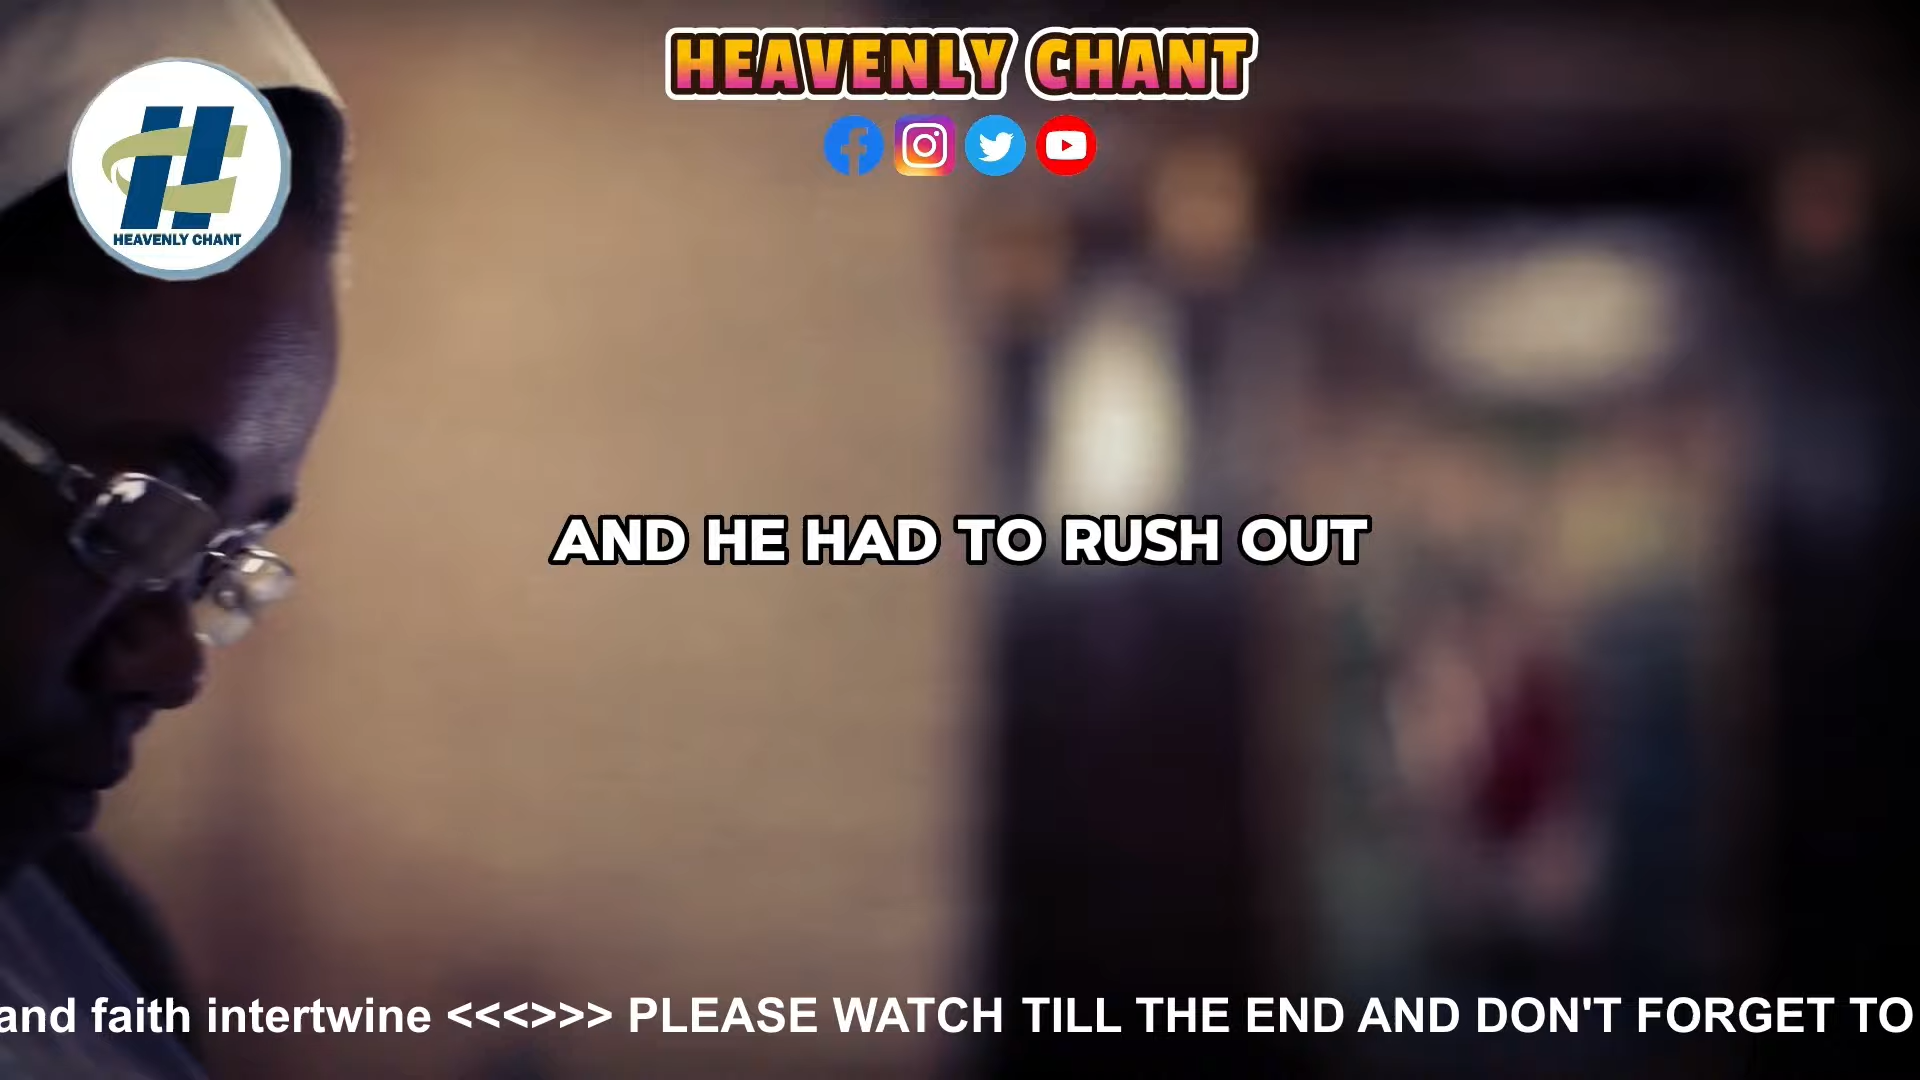 HEAVENLY CHANT
HEAVENLY CHANT
AND HE HAD TO RUSH OUT
and faith intertwine <<<>>> PLEASE WATCH TILL THE END AND DON'T FORGET TO